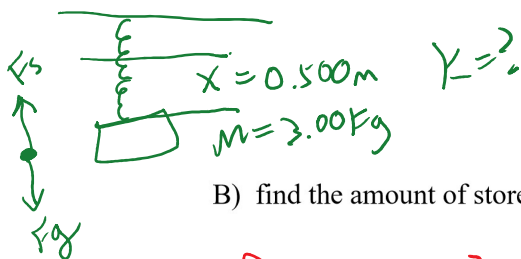 Fs
x = 0.500m
K = ?
M = 3.00kg
B) find the amount of store
Fg